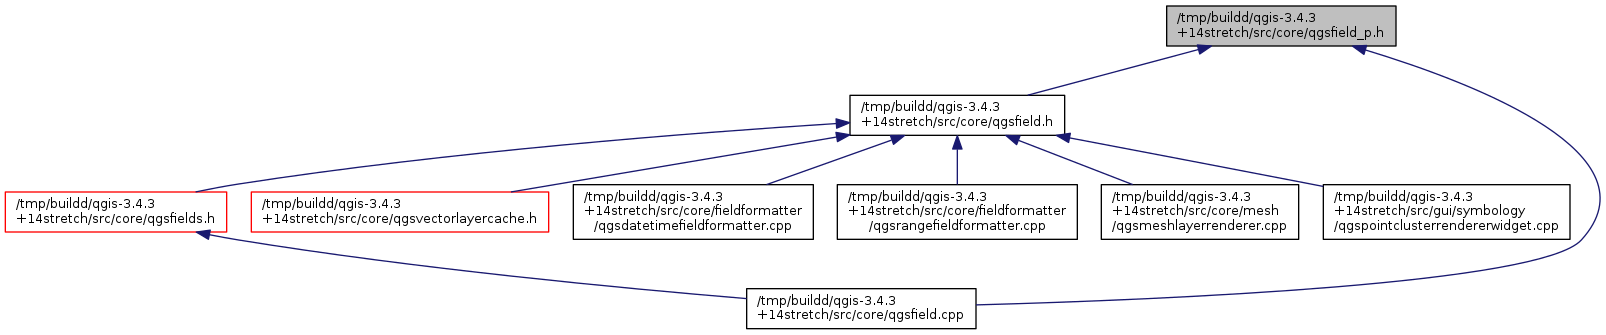 /tmp/buildd/qgis-3.4.3
+14stretch/src/core/qgsfield_p.h
/tmp/buildd/qgis-3.4.3
+14stretch/src/core/qgsfield.h
/tmp/buildd/qgis-3.4.3
+14stretch/src/core/qgsfields.h
/tmp/buildd/qgis-3.4.3
+14stretch/src/core/qgsvectorlayercache.h
/tmp/buildd/qgis-3.4.3
+14stretch/src/core/fieldformatter
/qgsdatetimefieldformatter.cpp
/tmp/buildd/qgis-3.4.3
+14stretch/src/core/fieldformatter
/qgsrangefieldformatter.cpp
/tmp/buildd/qgis-3.4.3
+14stretch/src/core/mesh
/qgsmeshlayerrenderer.cpp
/tmp/buildd/qgis-3.4.3
+14stretch/src/gui/symbology
/qgspointclusterrendererwidget.cpp
/tmp/buildd/qgis-3.4.3
+14stretch/src/core/qgsfield.cpp